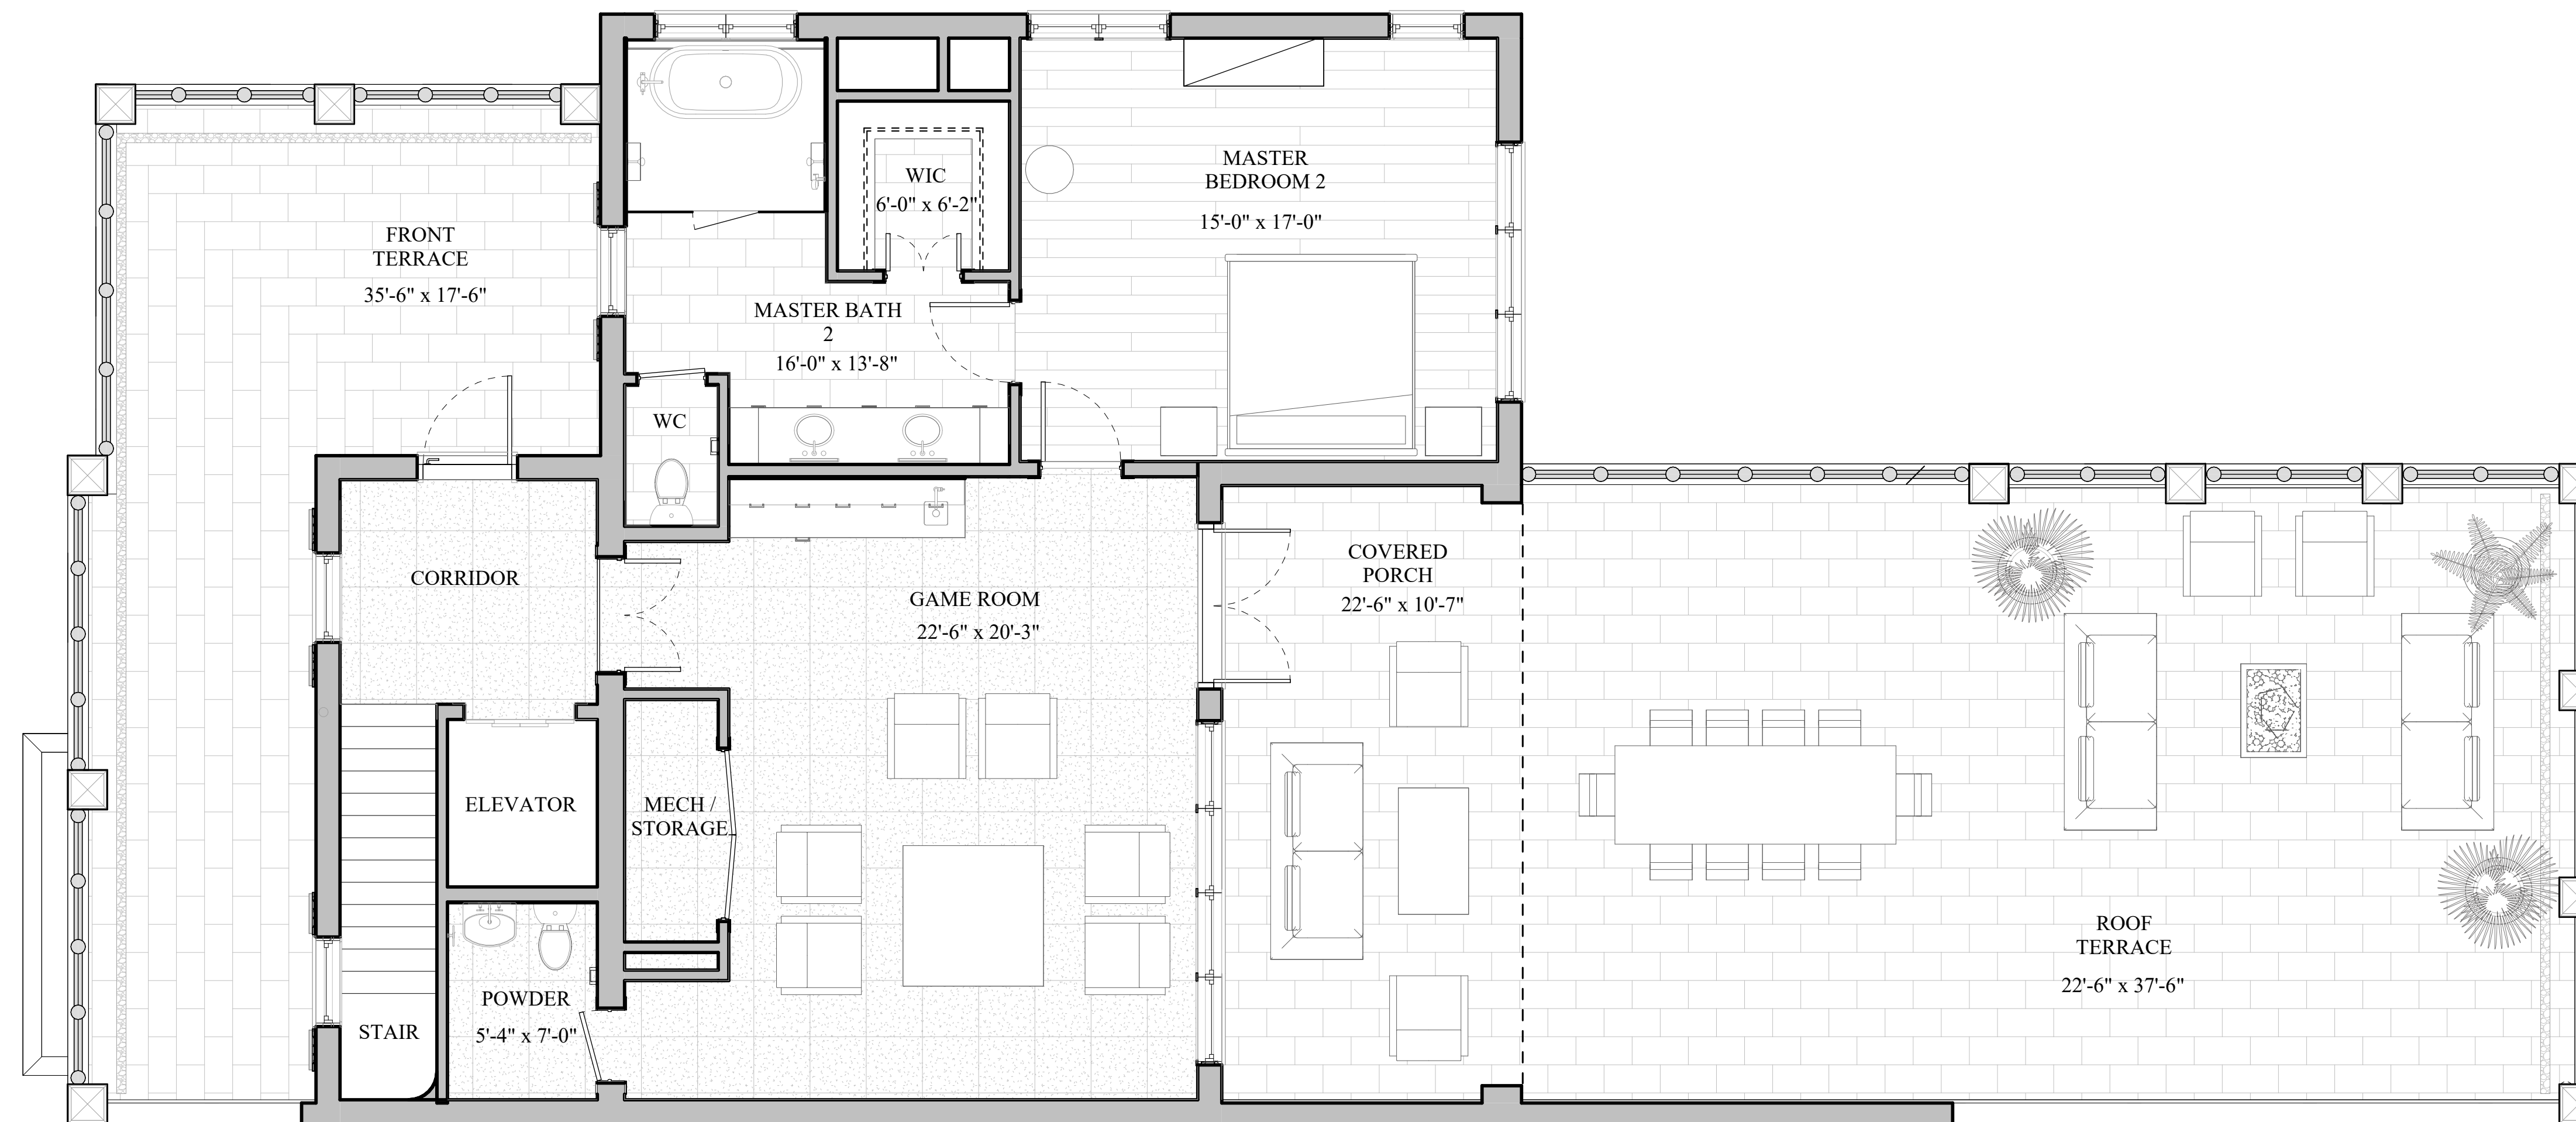 MASTER
BEDROOM 2
15'-0" x 17'-0"
WIC
6'-0" x 6'-2"
FRONT
TERRACE
35'-6" x 17'-6"
MASTER BATH
2
16'-0" x 13'-8"
WC
CORRIDOR
GAME ROOM
22'-6" x 20'-3"
COVERED
PORCH
22'-6" x 10'-7"
ELEVATOR
MECH /
STORAGE
POWDER
5'-4" x 7'-0"
STAIR
ROOF
TERRACE
22'-6" x 37'-6"